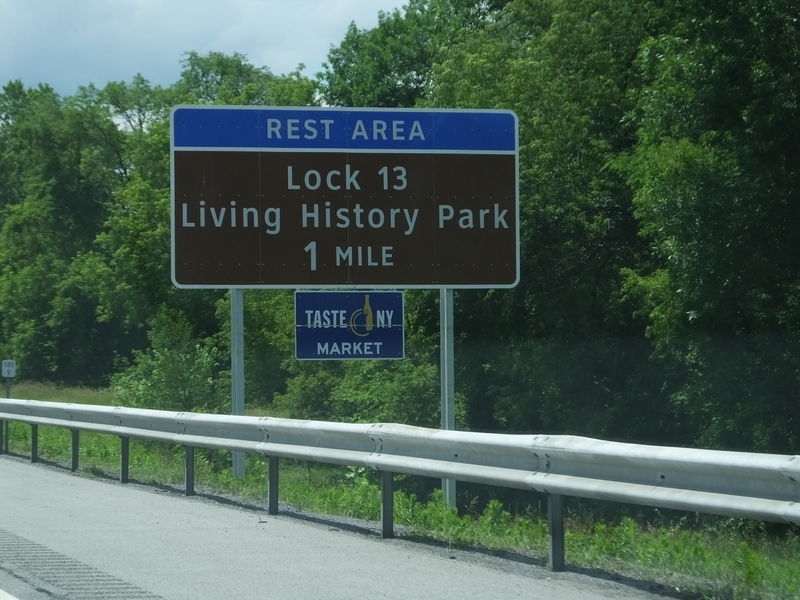 REST AREA
Lock 13
Living History Park
1 MILE
TASTE NY
MARKET